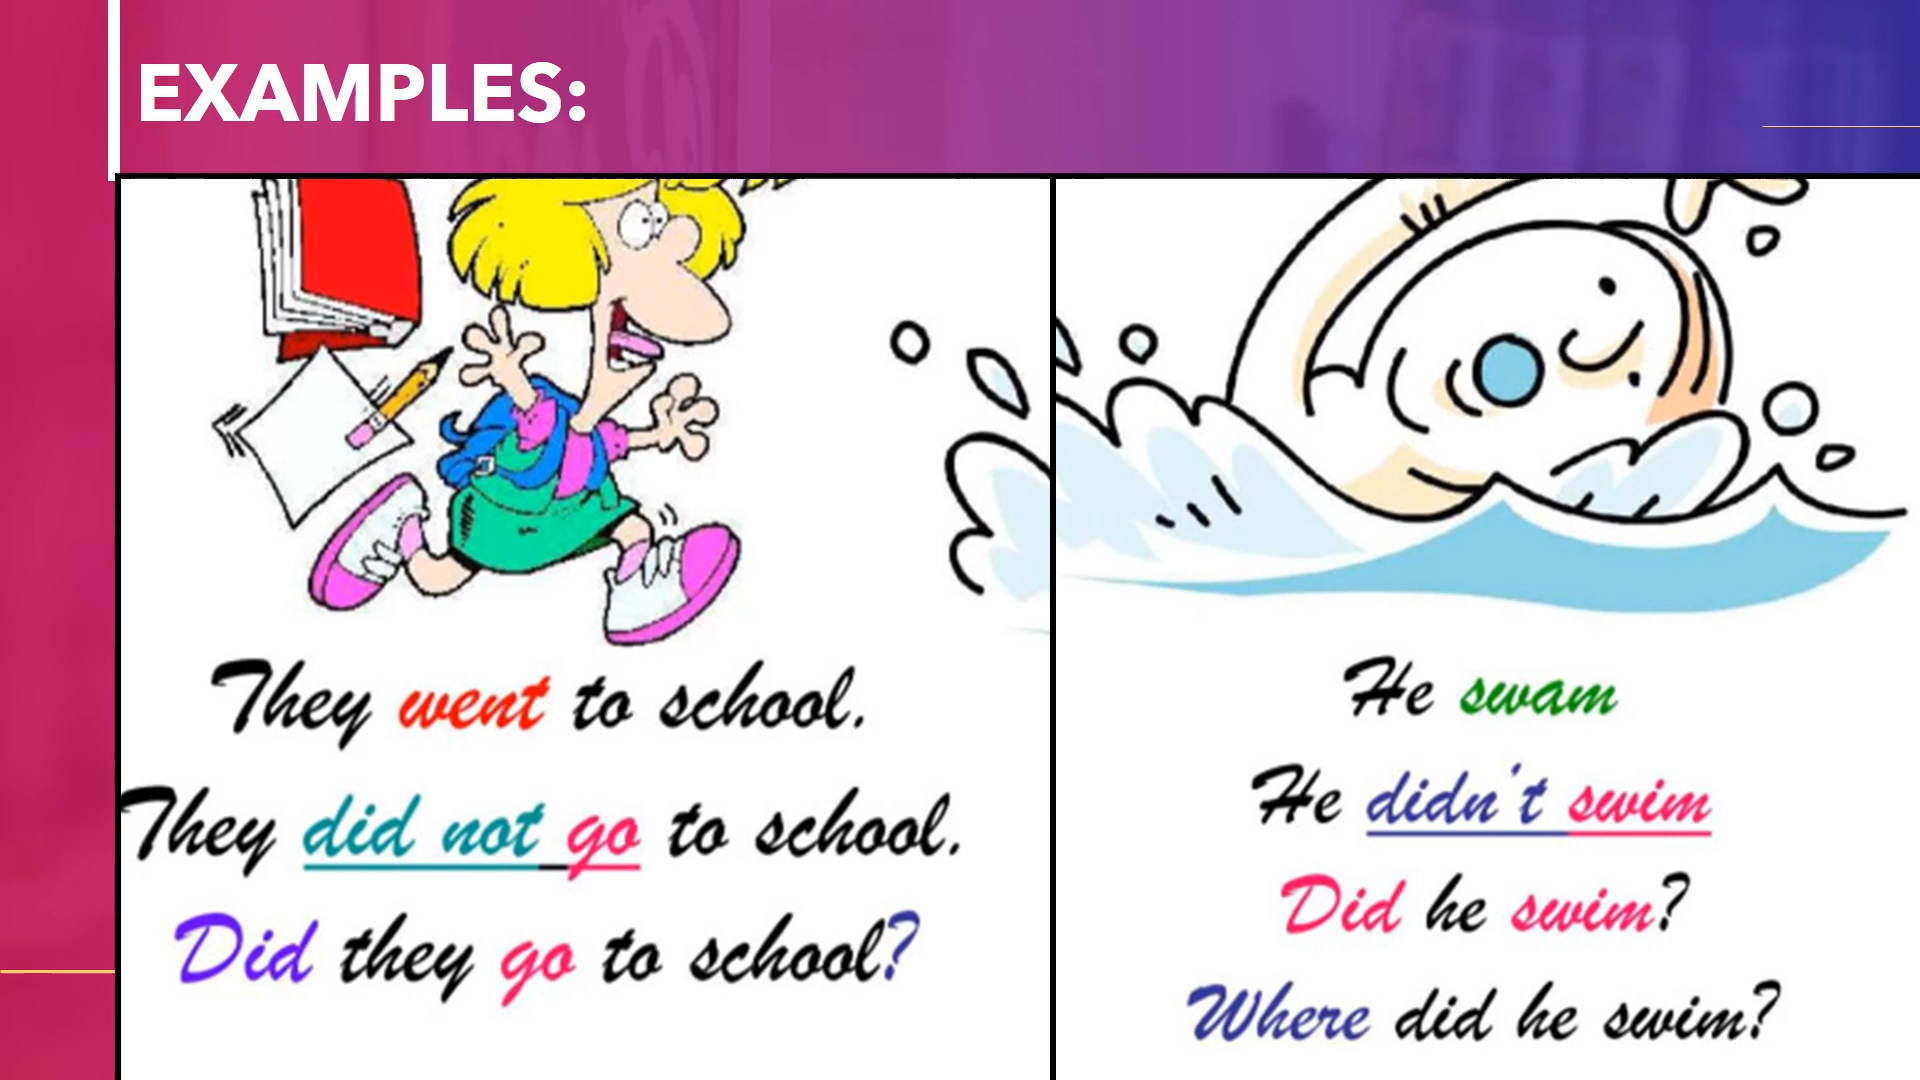 EXAMPLES:
They went to school.
They did not go to school.
Did they go to school?
He swam
He didn't swim
Did he swim?
Where did he swim?